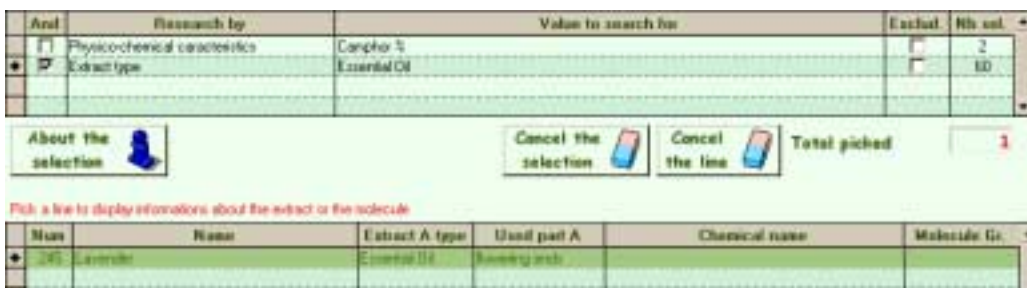 And Research by Value to search for Exclud. Nb sel.
Physico-chemical caracteristics Camphor % 2
Extract type Essential Oil 60
About the selection
Cancel the selection
Cancel the line
Total picked 1
Pick a line to display informations about the extract or the molecule
Num Name Extract A type Used part A Chemical name Molecule Gr.
245 Lavender Essential Oil flowering ends